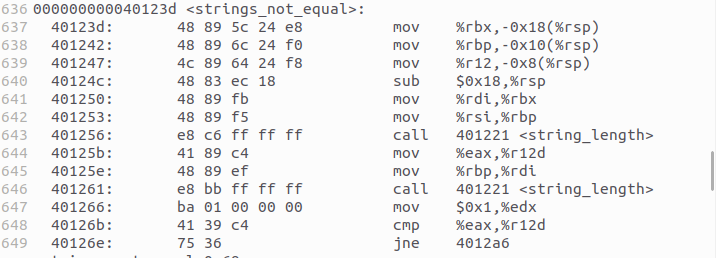 636 000000000040123d <strings_not_equal>:
637 40123d: 48 89 5c 24 e8 mov %rbx,-0x18(%rsp)
638 401242: 48 89 6c 24 f0 mov %rbp,-0x10(%rsp)
639 401247: 4c 89 64 24 f8 mov %r12,-0x8(%rsp)
640 40124c: 48 83 ec 18 sub $0x18,%rsp
641 401250: 48 89 fb mov %rdi,%rbx
642 401253: 48 89 f5 mov %rsi,%rbp
643 401256: e8 c6 ff ff ff call 401221 <string_length>
644 40125b: 41 89 c4 mov %eax,%r12d
645 40125e: 48 89 ef mov %rbp,%rdi
646 401261: e8 bb ff ff ff call 401221 <string_length>
647 401266: ba 01 00 00 00 mov $0x1,%edx
648 40126b: 41 39 c4 cmp %eax,%r12d
649 40126e: 75 36 jne 4012a6